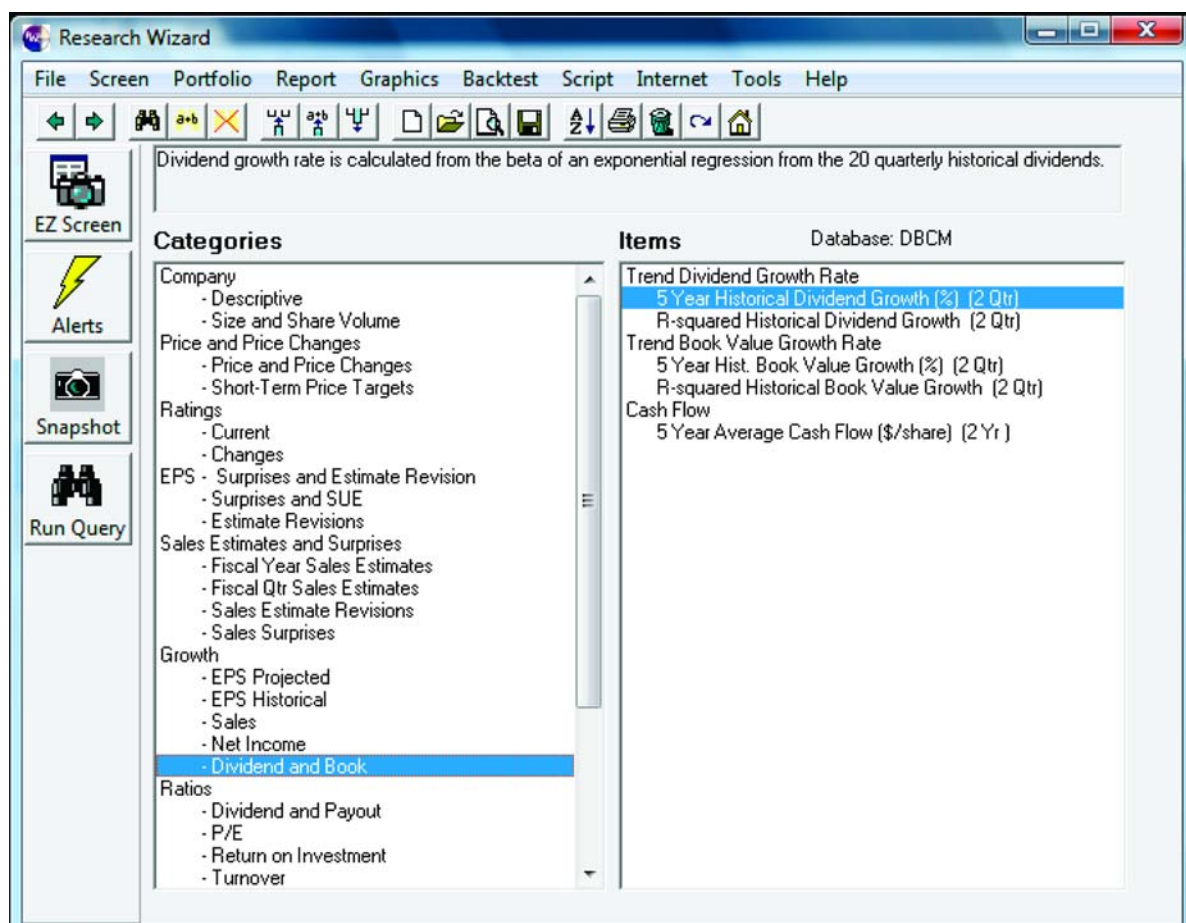 Research Wizard
File Screen Portfolio Report Graphics Backtest Script Internet Tools Help
a+b
a+b
A
Z
Dividend growth rate is calculated from the beta of an exponential regression from the 20 quarterly historical dividends.
EZ Screen
Alerts
Snapshot
Run Query
Categories
Company
- Descriptive
- Size and Share Volume
Price and Price Changes
- Price and Price Changes
- Short-Term Price Targets
Ratings
- Current
- Changes
EPS - Surprises and Estimate Revision
- Surprises and SUE
- Estimate Revisions
Sales Estimates and Surprises
- Fiscal Year Sales Estimates
- Fiscal Qtr Sales Estimates
- Sales Estimate Revisions
- Sales Surprises
Growth
- EPS Projected
- EPS Historical
- Sales
- Net Income
- Dividend and Book
Ratios
- Dividend and Payout
- P/E
- Return on Investment
- Turnover
Items Database: DBCM
Trend Dividend Growth Rate
5 Year Historical Dividend Growth (%) (2 Qtr)
R-squared Historical Dividend Growth (2 Qtr)
Trend Book Value Growth Rate
5 Year Hist. Book Value Growth (%) (2 Qtr)
R-squared Historical Book Value Growth (2 Qtr)
Cash Flow
5 Year Average Cash Flow ($/share) (2 Yr )